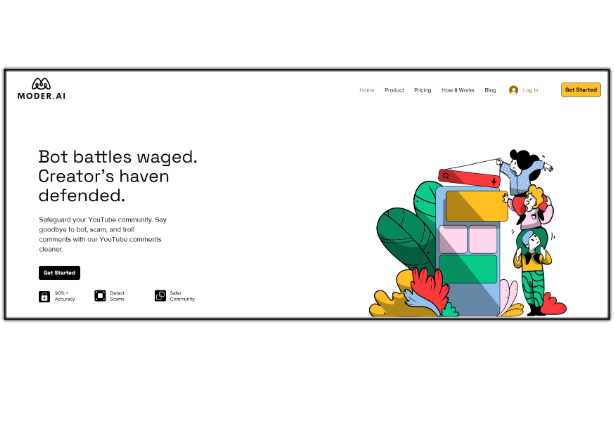 MODER.AI
Home Product Pricing How It Works Blog Log In Get Started
Bot battles waged.
Creator's haven
defended.
Safeguard your YouTube community. Say
goodbye to bot, scam, and troll
comments with our YouTube comments
cleaner.
Get Started
90% + Detect Safer
Accuracy Scams Community